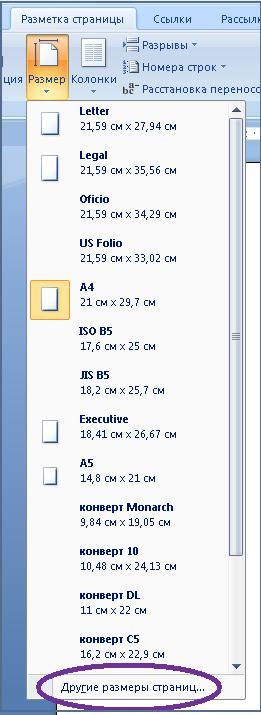 Разметка страницы Ссылки Рассылк
ция Размер Колонки Разрывы
Номера строк
Расстановка переносс
Letter
21,59 см x 27,94 см
Legal
21,59 см x 35,56 см
Oficio
21,59 см x 34,29 см
US Folio
21,59 см x 33,02 см
A4
21 см x 29,7 см
ISO B5
17,6 см x 25 см
JIS B5
18,2 см x 25,7 см
Executive
18,41 см x 26,67 см
A5
14,8 см x 21 см
конверт Monarch
9,84 см x 19,05 см
конверт 10
10,48 см x 24,13 см
конверт DL
11 см x 22 см
конверт C5
16,2 см x 22,9 см
Другие размеры страниц...